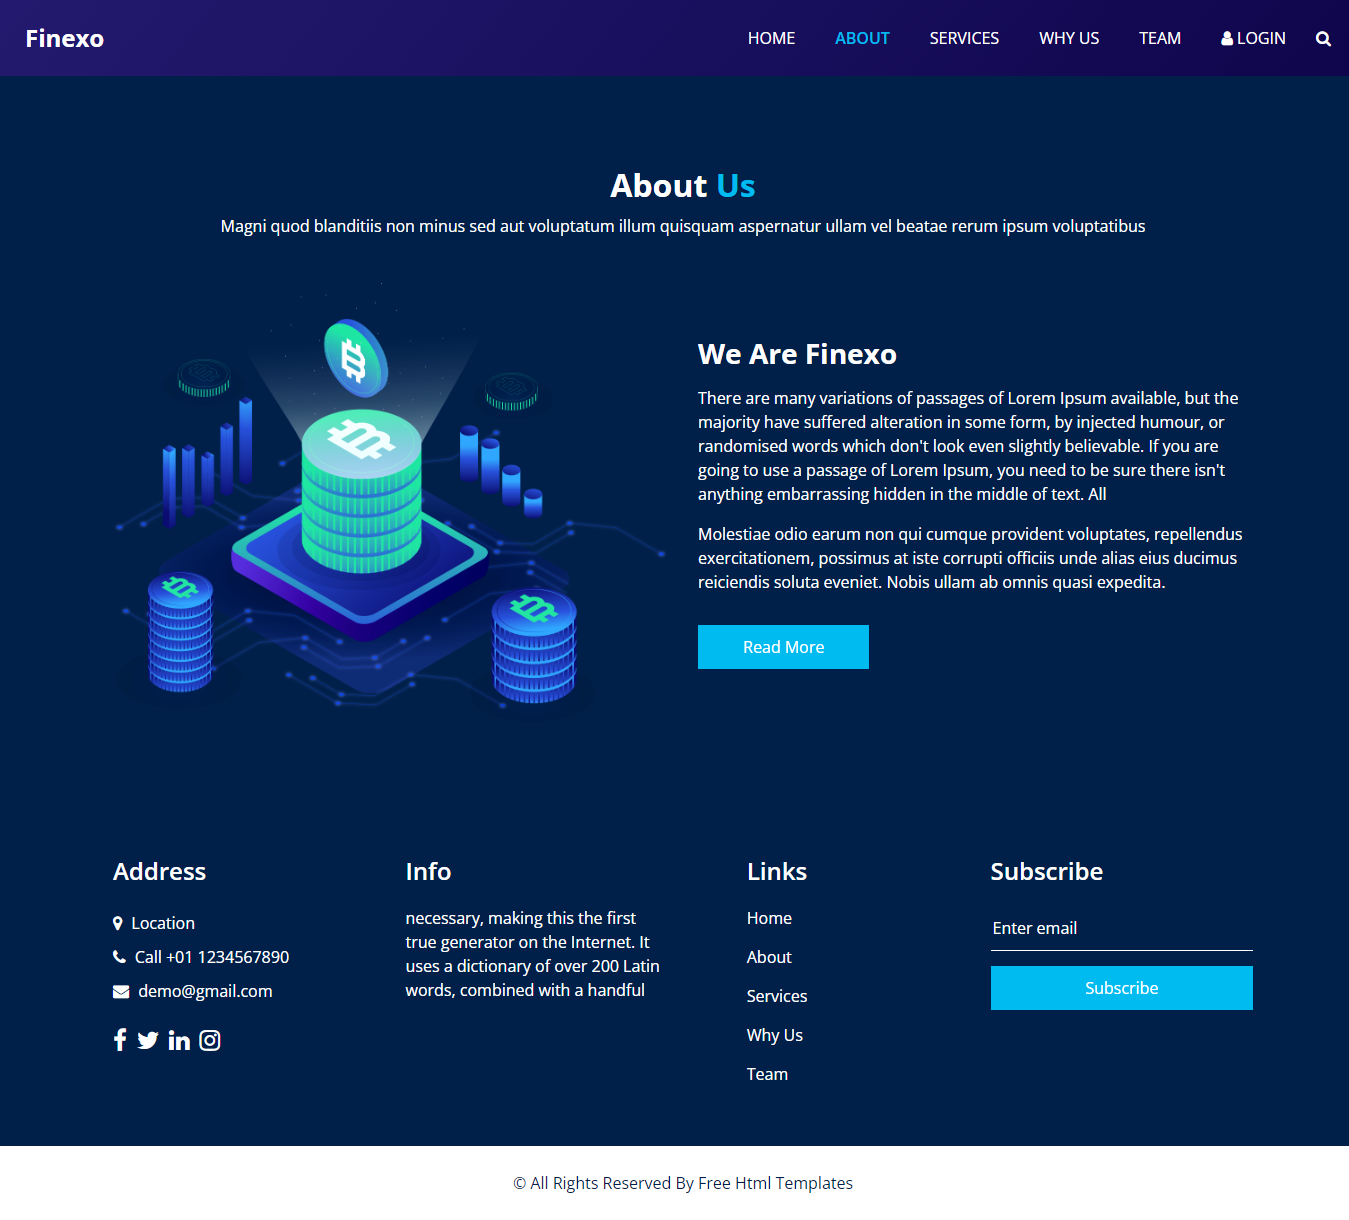 Finexo
HOME
ABOUT
SERVICES
WHY US
TEAM
LOGIN
About Us
Magni quod blanditiis non minus sed aut voluptatum illum quisquam aspernatur ullam vel beatae rerum ipsum voluptatibus
We Are Finexo
There are many variations of passages of Lorem Ipsum available, but the
majority have suffered alteration in some form, by injected humour, or
randomised words which don't look even slightly believable. If you are
going to use a passage of Lorem Ipsum, you need to be sure there isn't
anything embarrassing hidden in the middle of text. All
Molestiae odio earum non qui cumque provident voluptates, repellendus
exercitationem, possimus at iste corrupti officiis unde alias eius ducimus
reiciendis soluta eveniet. Nobis ullam ab omnis quasi expedita.
Read More
Address
Location
Call +01 1234567890
demo@gmail.com
Info
necessary, making this the first
true generator on the Internet. It
uses a dictionary of over 200 Latin
words, combined with a handful
Links
Home
About
Services
Why Us
Team
Subscribe
Enter email
Subscribe
© All Rights Reserved By Free Html Templates